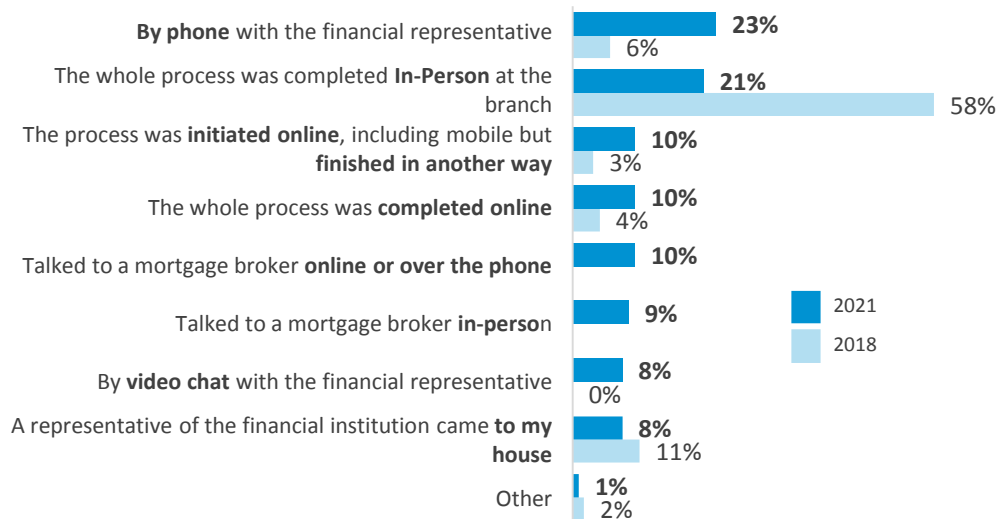 By phone with the financial representative
23%
6%
The whole process was completed In-Person at the
branch
21%
58%
The process was initiated online, including mobile but
finished in another way
10%
3%
The whole process was completed online
10%
4%
Talked to a mortgage broker online or over the phone
10%
Talked to a mortgage broker in-person
9%
2021
2018
By video chat with the financial representative
8%
0%
A representative of the financial institution came to my
house
8%
11%
Other
1%
2%